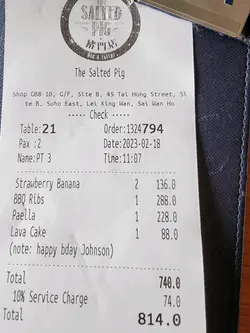 SALTED
PIG
BAR & EATERY
The Salted Pig
Shop GB8-10, G/F, Site B, 45 Tai Hong Street, Si
te B, Soho East, Lei King Wan, Sai Wan Ho
----- Check -----
Table:21 Order:1324794
Pax :2 Date:2023-02-18
Name:PT 3 Time:11:07
Strawberry Banana 2 136.0
BBQ Ribs 1 288.0
Paella 1 228.0
Lava Cake 1 88.0
(note: happy bday Johnson)
Total 740.0
10% Service Charge 74.0
Total 814.0